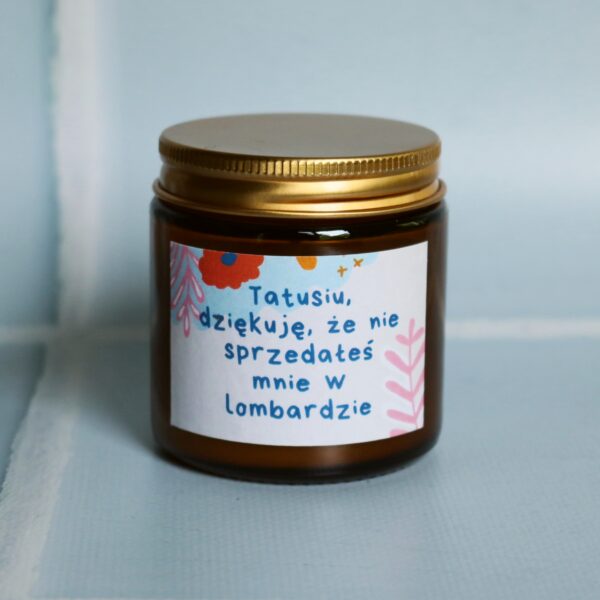 Tatusiu,
dziękuję, że nie
sprzedałeś
mnie w
lombardzie